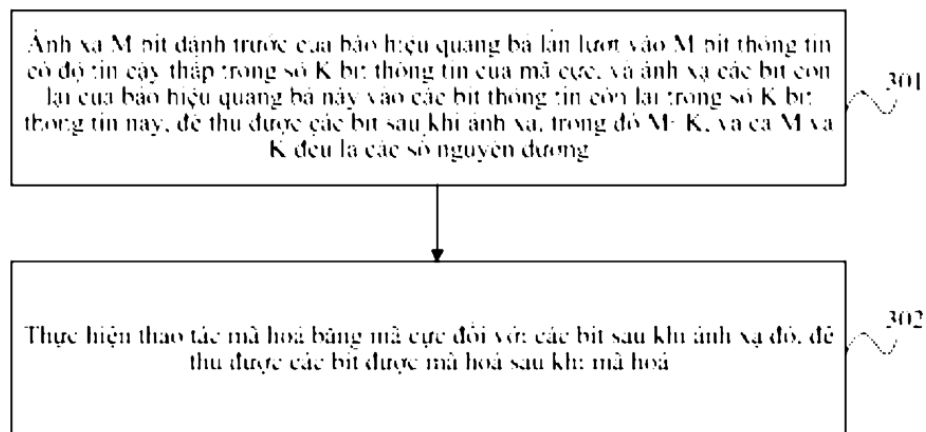 Ánh xạ M bit dành trước của báo hiệu quảng bá lần lượt vào M bit thông tin
có độ tin cậy thấp trong số K bit thông tin của mã cực, và ánh xạ các bit còn
lại của báo hiệu quảng bá này vào các bit thông tin còn lại trong số K bit
thông tin này, để thu được các bit sau khi ánh xạ, trong đó M K, và cả M và
K đều là các số nguyên dương
301
Thực hiện thao tác mã hoá bằng mã cực đối với các bit sau khi ánh xạ đó, để
thu được các bit được mã hoá sau khi mã hoá
302